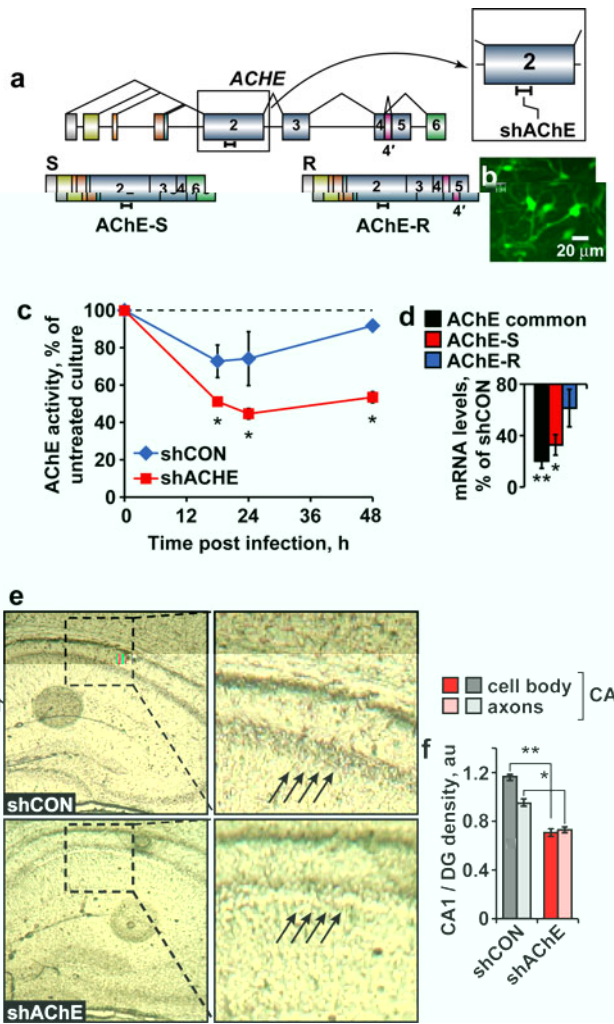 a
ACHE
2
3
4
5
6
4′
2
shAChE
S
2
3
4
6
AChE-S
R
2
3
4
5
4′
AChE-R
b
20 μm
c
AChE activity, % of
untreated culture
100
80
60
40
20
0
shCON
shACHE
*
*
*
0
12
24
36
48
Time post infection, h
d
AChE common
AChE-S
AChE-R
mRNA levels,
% of shCON
80
40
0
**
*
e
shCON
shAChE
cell body
axons
CA
f
CA1 / DG density, au
1.2
0.8
0.4
0
**
*
shCON
shAChE